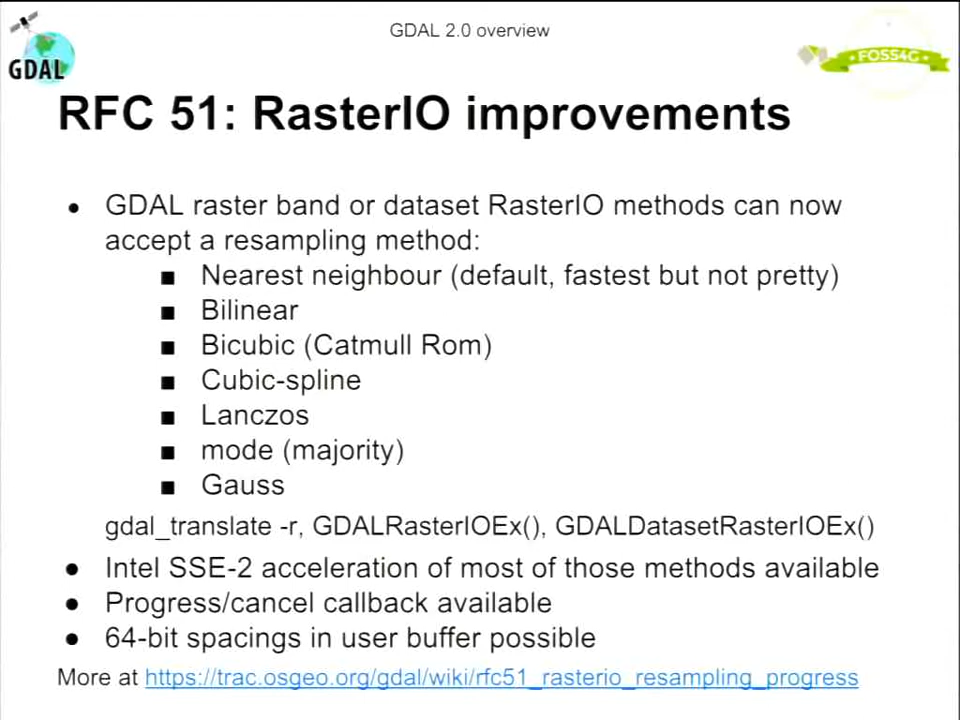 GDAL 2.0 overview
GDAL
FOSS4G
RFC 51: RasterIO improvements
● GDAL raster band or dataset RasterIO methods can now
accept a resampling method:
■ Nearest neighbour (default, fastest but not pretty)
■ Bilinear
■ Bicubic (Catmull Rom)
■ Cubic-spline
■ Lanczos
■ mode (majority)
■ Gauss
gdal_translate -r, GDALRasterIOEx(), GDALDatasetRasterIOEx()
● Intel SSE-2 acceleration of most of those methods available
● Progress/cancel callback available
● 64-bit spacings in user buffer possible
More at https://trac.osgeo.org/gdal/wiki/rfc51_rasterio_resampling_progress